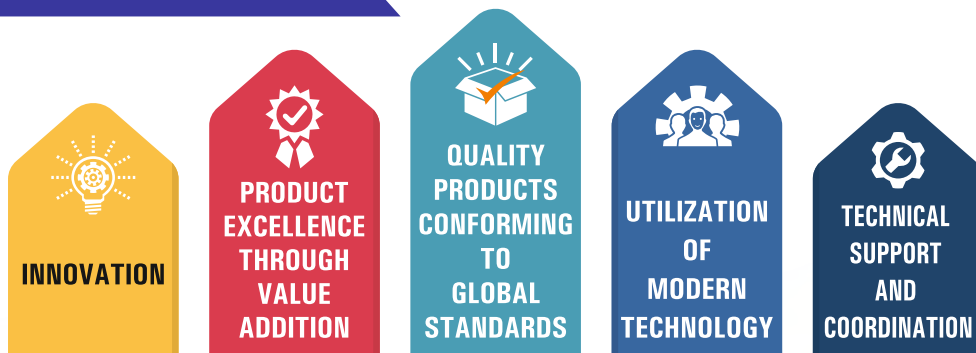 INNOVATION
PRODUCT
EXCELLENCE
THROUGH
VALUE
ADDITION
QUALITY
PRODUCTS
CONFORMING
TO
GLOBAL
STANDARDS
UTILIZATION
OF
MODERN
TECHNOLOGY
TECHNICAL
SUPPORT
AND
COORDINATION